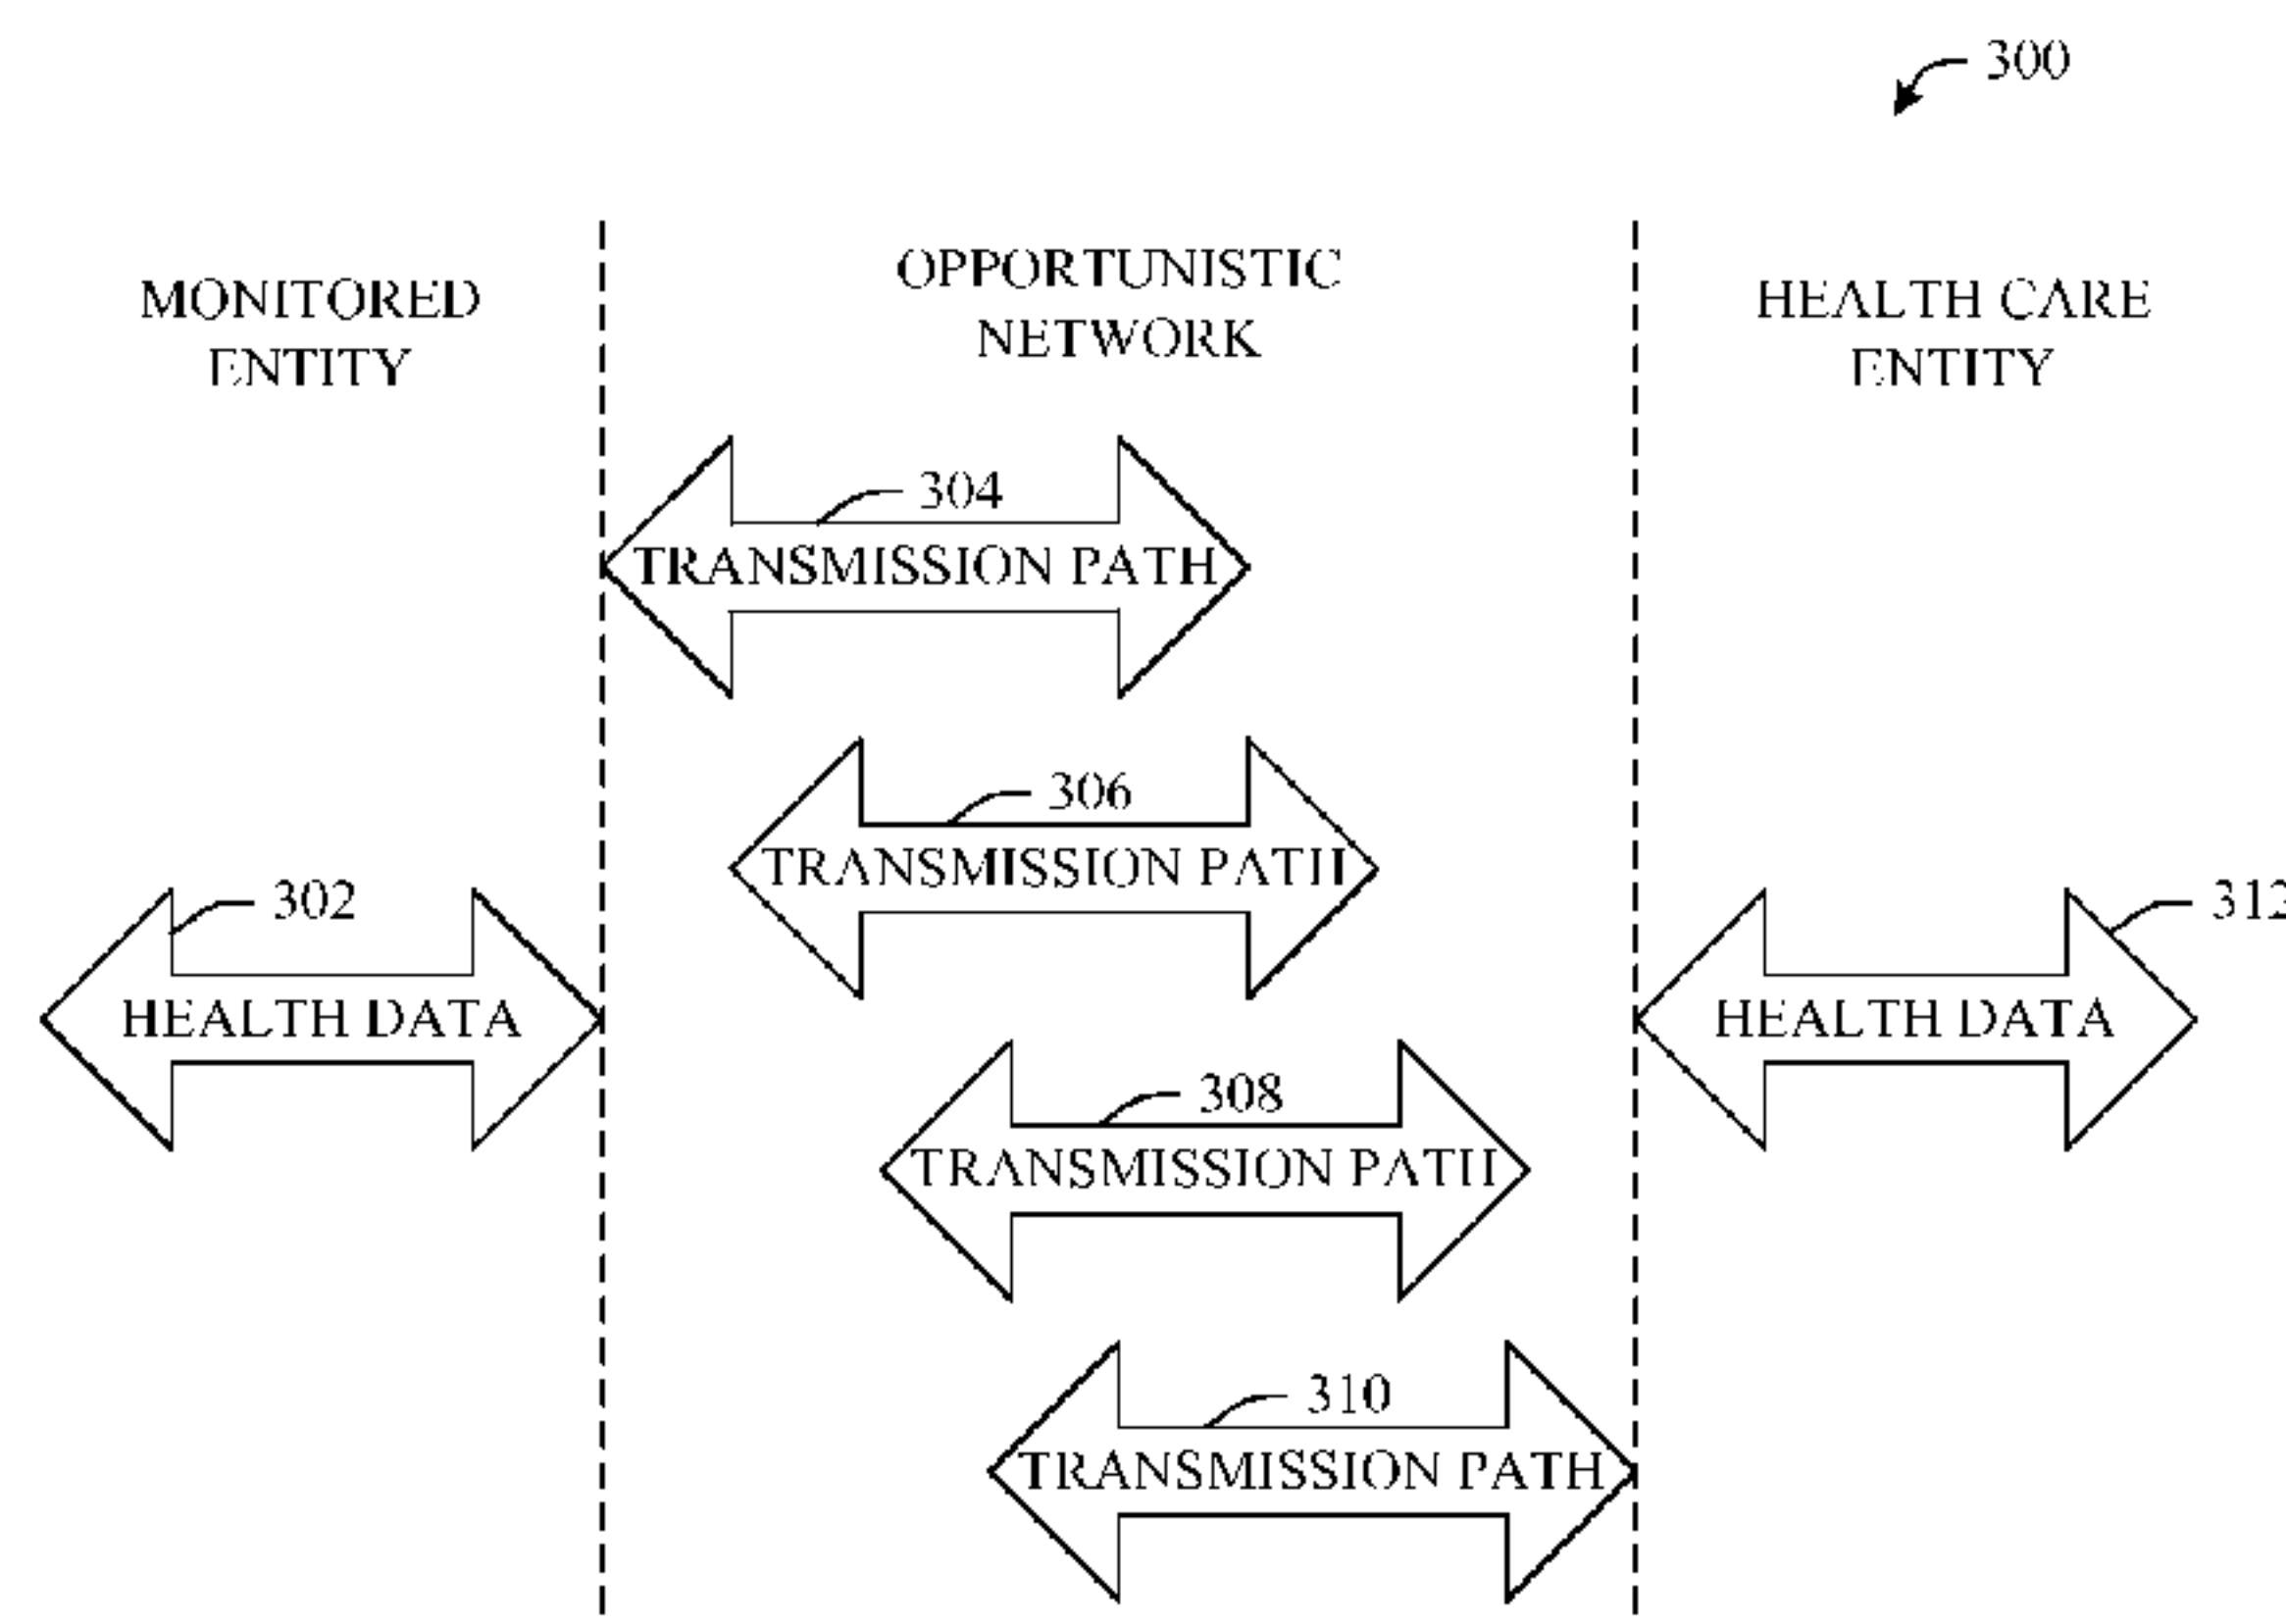 300
MONITORED
ENTITY
OPPORTUNISTIC
NETWORK
HEALTH CARE
ENTITY
304
TRANSMISSION PATH
306
TRANSMISSION PATH
302
HEALTH DATA
312
HEALTH DATA
308
TRANSMISSION PATH
310
TRANSMISSION PATH